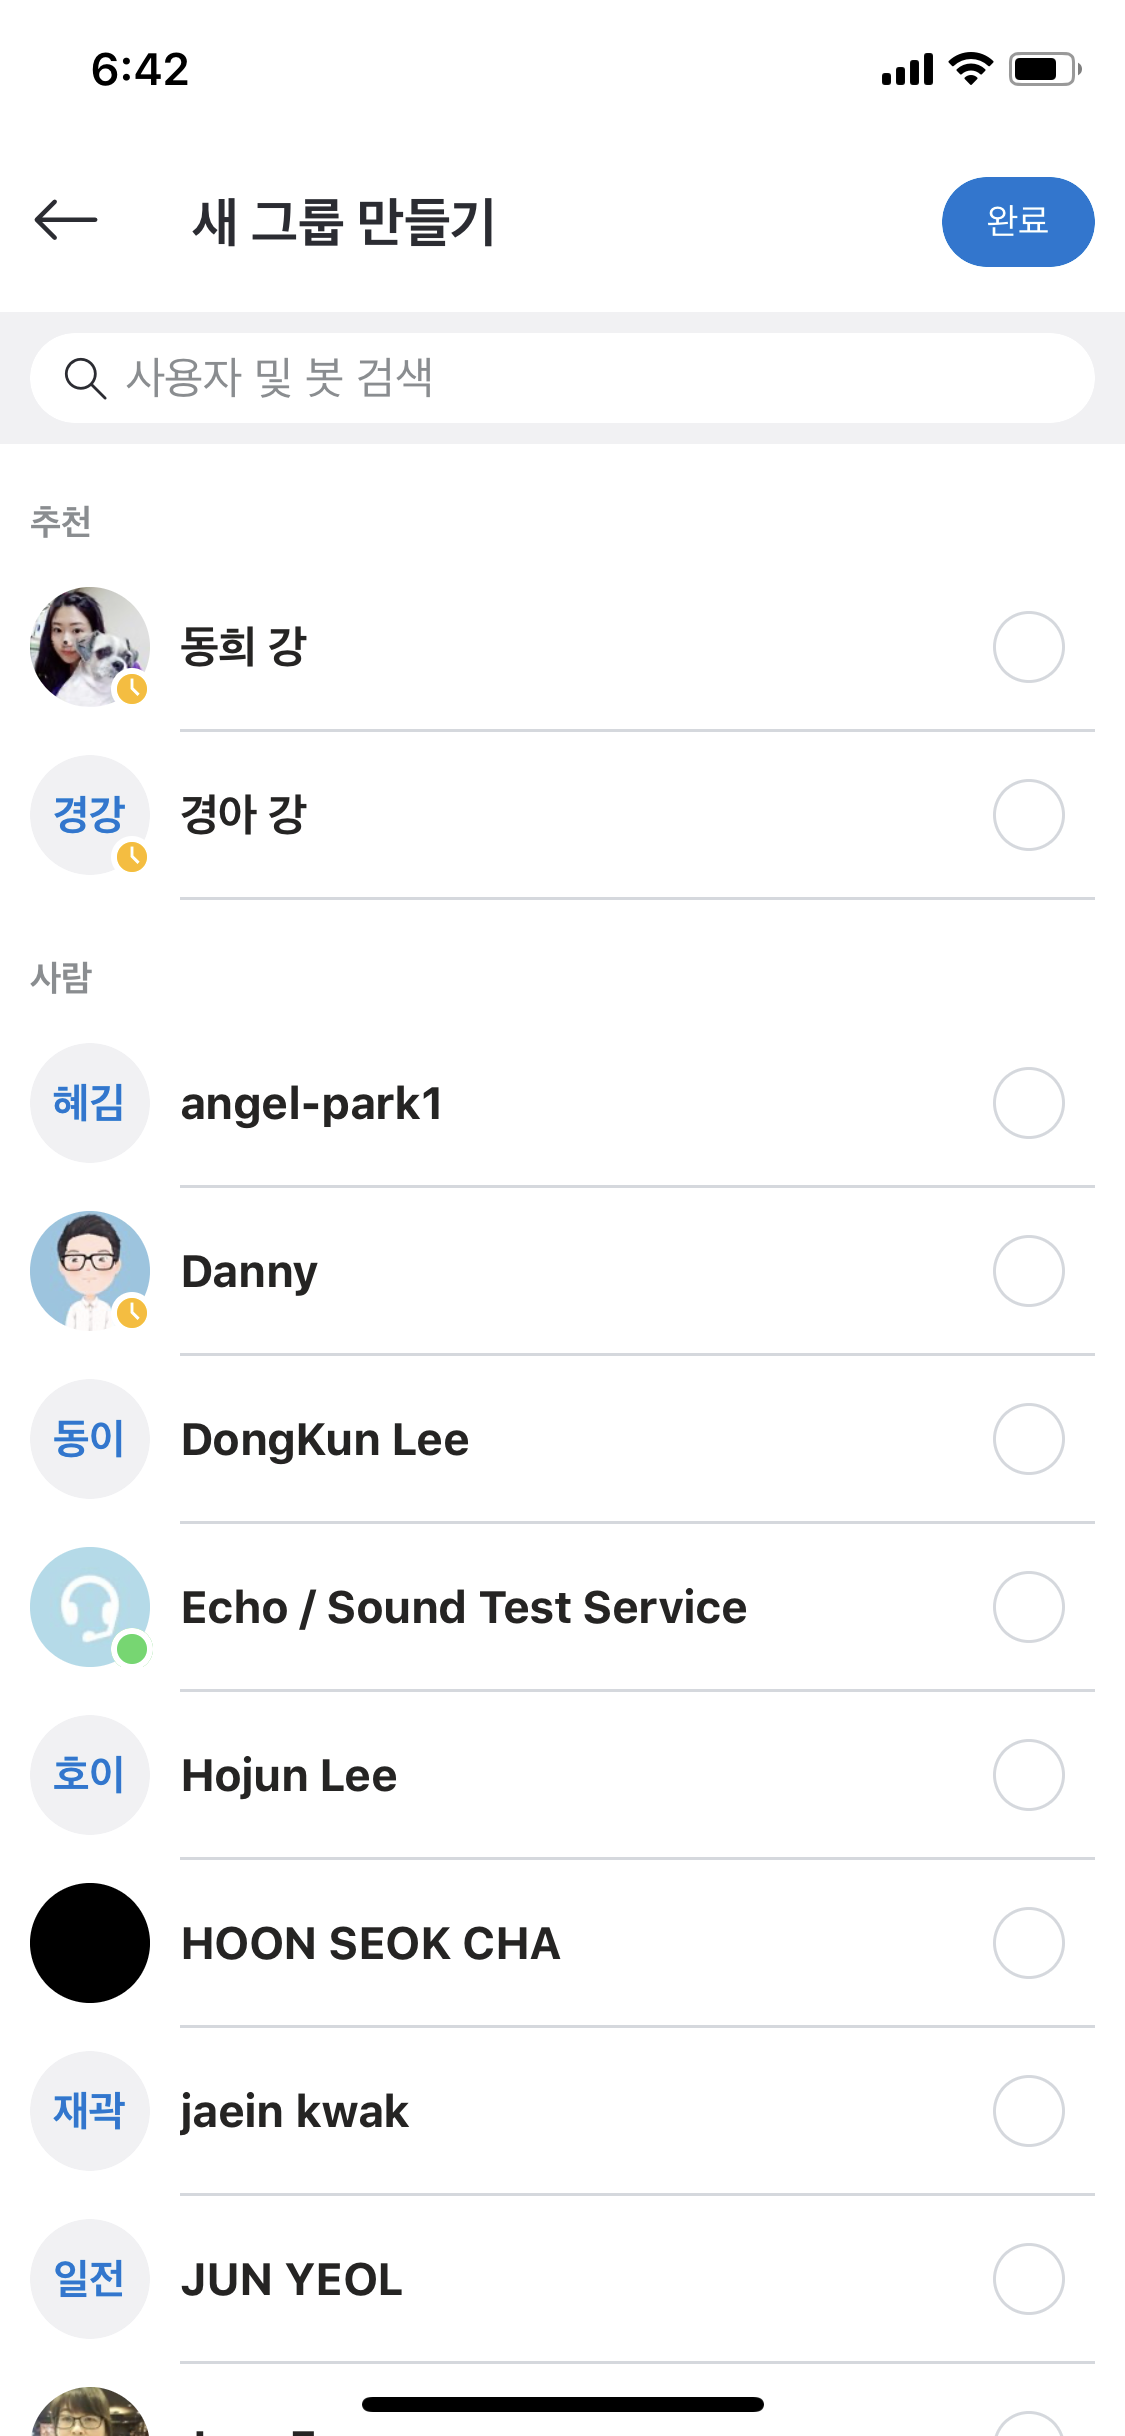 6:42
새 그룹 만들기
완료
사용자 및 봇 검색
추천
동희 강
경강
경아 강
사람
혜김
angel-park1
Danny
동이
DongKun Lee
Echo / Sound Test Service
호이
Hojun Lee
HOON SEOK CHA
재곽
jaein kwak
일전
JUN YEOL